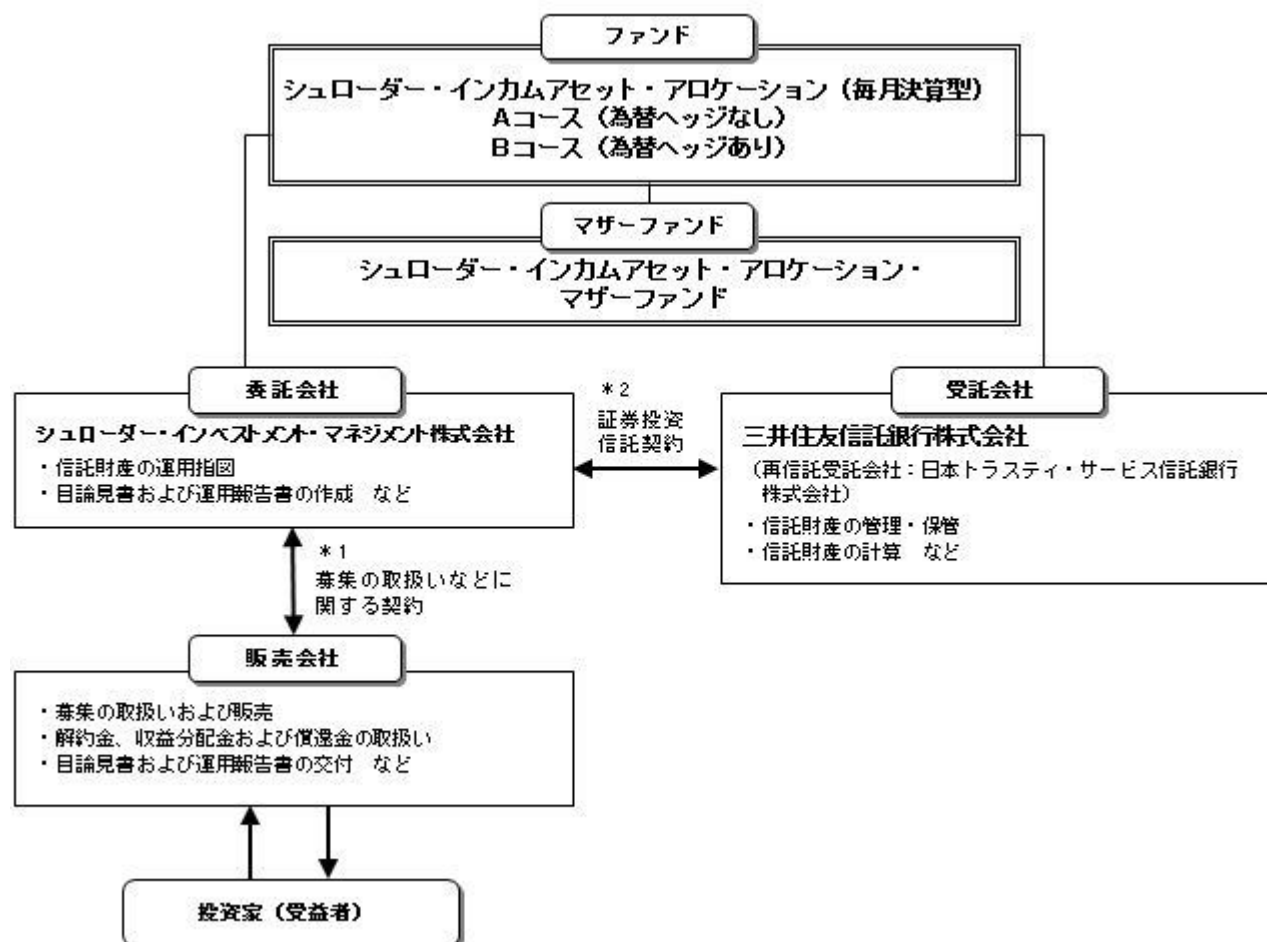 ファンド
シュローダー・インカムアセット・アロケーション（毎月決算型）
Aコース（為替ヘッジなし）
Bコース（為替ヘッジあり）
マザーファンド
シュローダー・インカムアセット・アロケーション・
マザーファンド
委託会社
シュローダー・インベストメント・マネジメント株式会社
・信託財産の運用指図
・目論見書および運用報告書の作成　など
＊2
証券投資
信託契約
受託会社
三井住友信託銀行株式会社
（再信託受託会社：日本トラスティ・サービス信託銀行
株式会社）
・信託財産の管理・保管
・信託財産の計算　など
＊1
募集の取扱いなどに
関する契約
販売会社
・募集の取扱いおよび販売
・解約金、収益分配金および償還金の取扱い
・目論見書および運用報告書の交付　など
投資家（受益者）